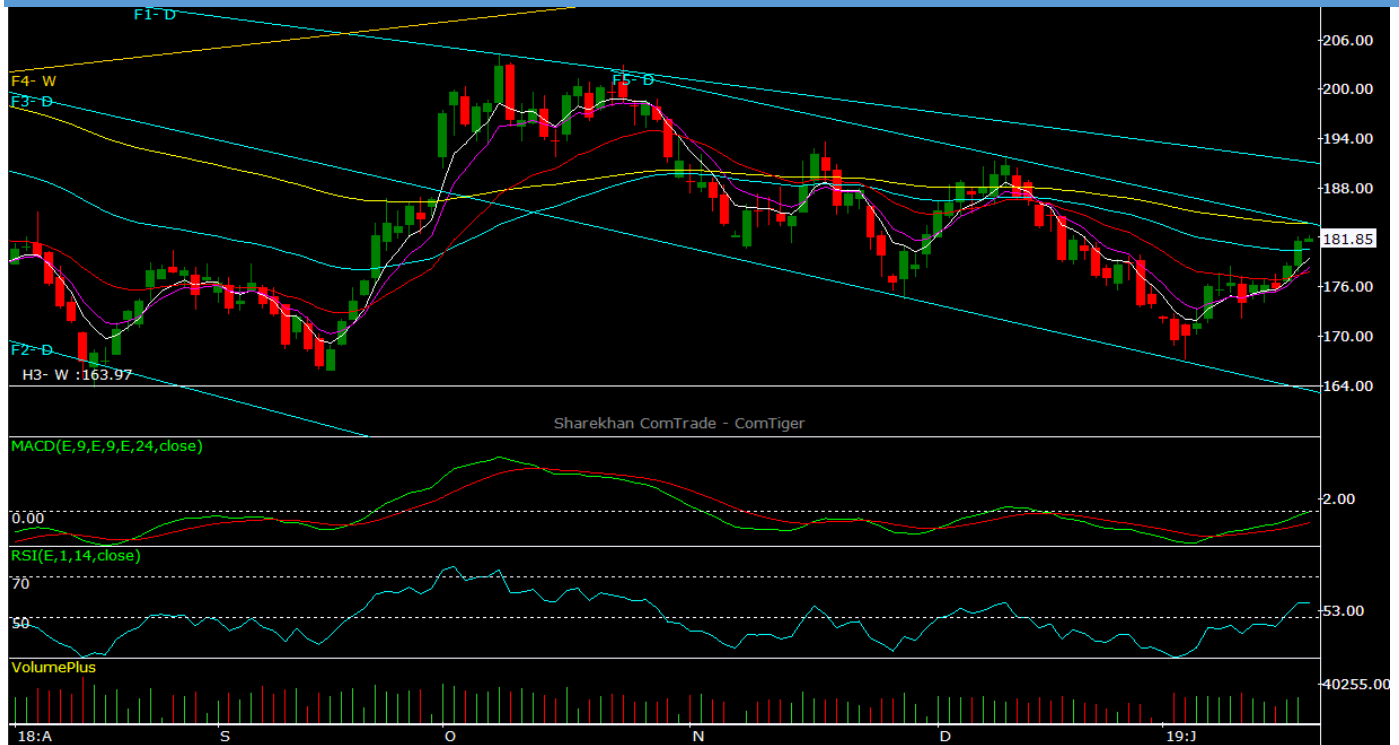 F1- D
206.00
F4- W
F5- D
200.00
F3- D
194.00
188.00
181.85
176.00
170.00
F2- D
H3- W :163.97
164.00
Sharekhan ComTrade - ComTiger
MACD(E,9,E,9,E,24,close)
2.00
0.00
RSI(E,1,14,close)
70
53.00
50
VolumePlus
40255.00
18:A S O N D 19:J